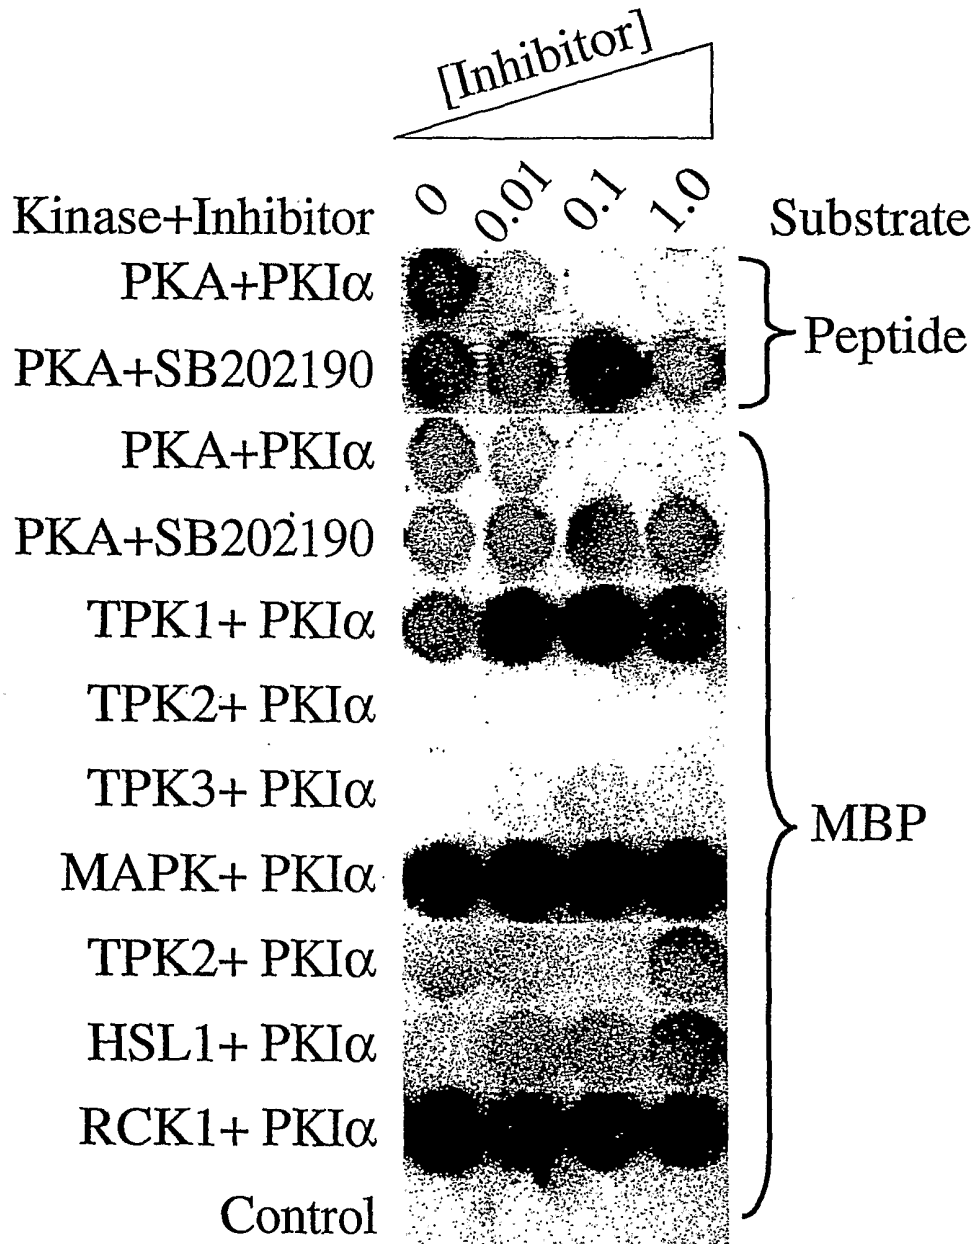 [Inhibitor]
0 0.01 0.1 1.0
Kinase+Inhibitor Substrate
PKA+PKIα
PKA+SB202190
Peptide
PKA+PKIα
PKA+SB202190
TPK1+ PKIα
TPK2+ PKIα
TPK3+ PKIα
MBP
MAPK+ PKIα
TPK2+ PKIα
HSL1+ PKIα
RCK1+ PKIα
Control